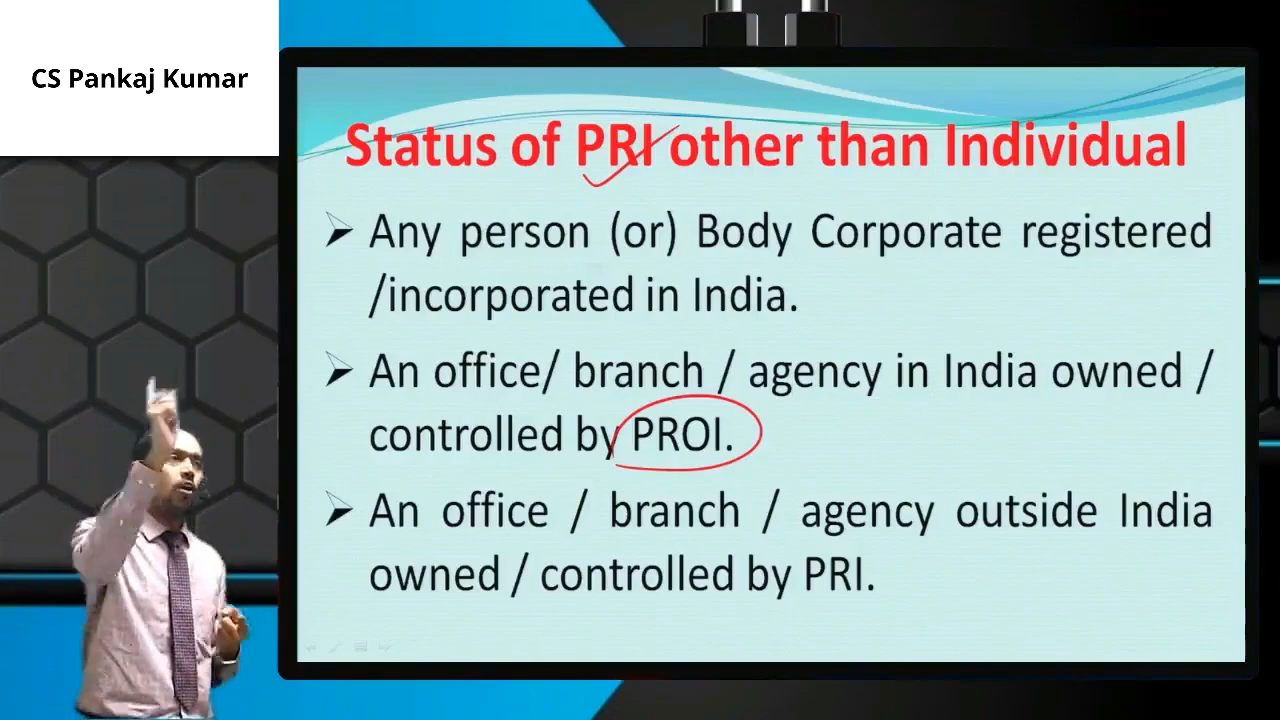 CS Pankaj Kumar
Status of PRI other than Individual
➢ Any person (or) Body Corporate registered
/incorporated in India.
➢ An office/ branch / agency in India owned /
controlled by PROI.
➢ An office / branch / agency outside India
owned / controlled by PRI.